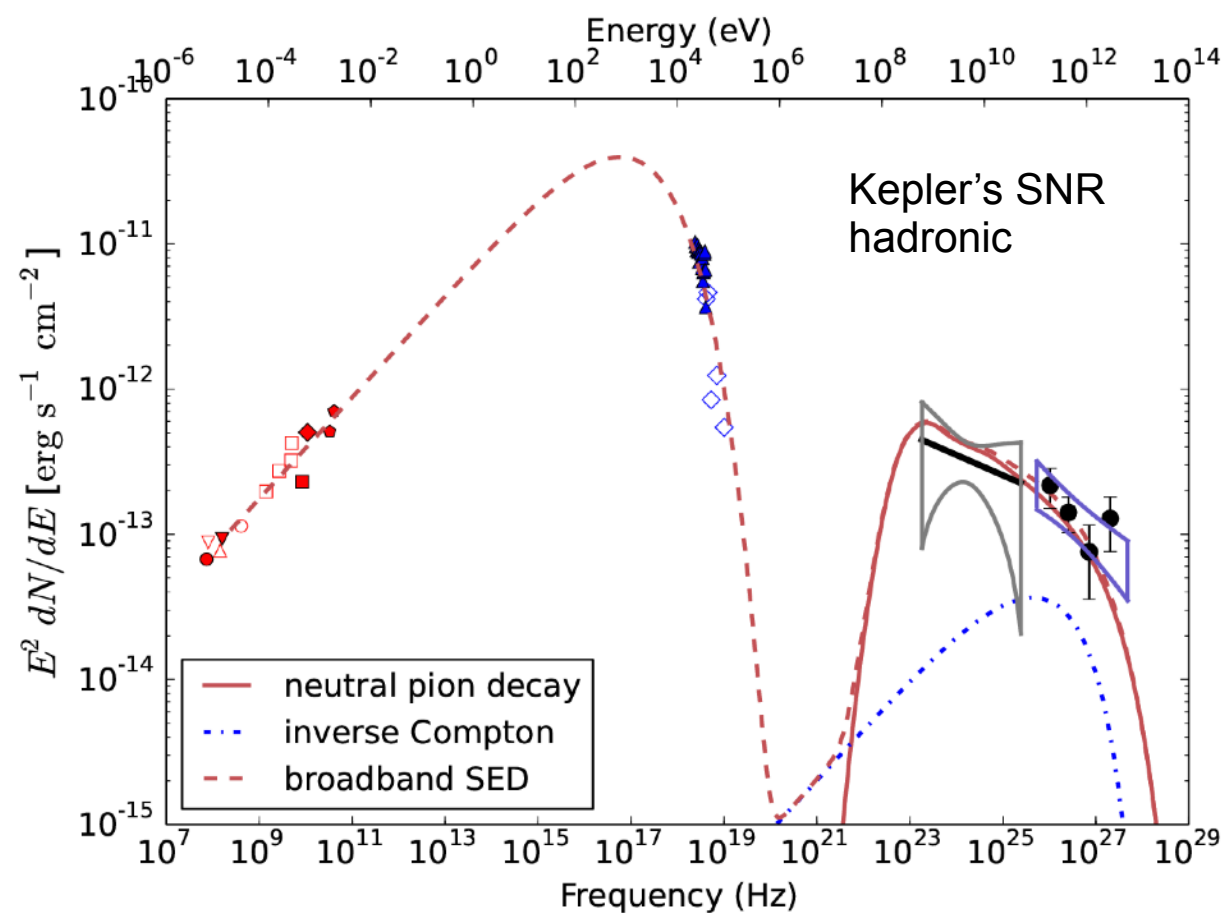 Energy (eV)
10^-6 10^-4 10^-2 10^0 10^2 10^4 10^6 10^8 10^10 10^12 10^14
10^-10
10^-11
10^-12
10^-13
10^-14
10^-15
E^2 dN/dE [erg s^-1 cm^-2]
Kepler’s SNR
hadronic
neutral pion decay
inverse Compton
broadband SED
10^7 10^9 10^11 10^13 10^15 10^17 10^19 10^21 10^23 10^25 10^27 10^29
Frequency (Hz)